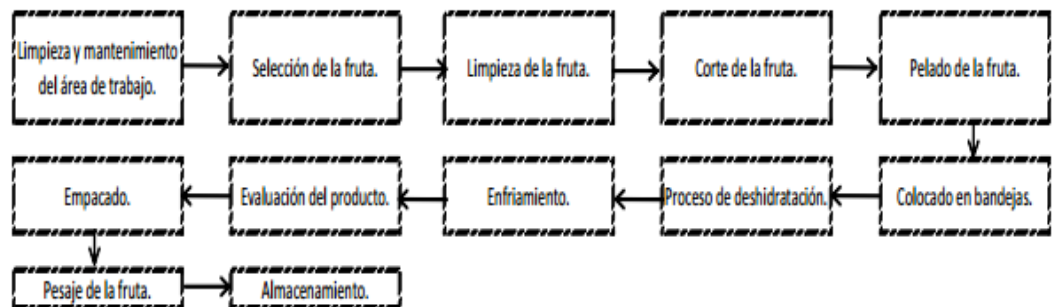 Limpieza y mantenimiento
del área de trabajo.
Selección de la fruta.
Limpieza de la fruta.
Corte de la fruta.
Pelado de la fruta.
Colocado en bandejas.
Proceso de deshidratación.
Enfriamiento.
Evaluación del producto.
Empacado.
Pesaje de la fruta.
Almacenamiento.